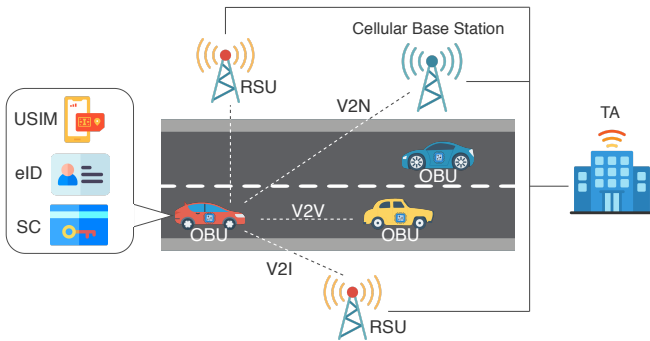 Cellular Base Station
RSU
V2N
TA
USIM
eID
SC
OBU
V2V
OBU
OBU
V2I
RSU